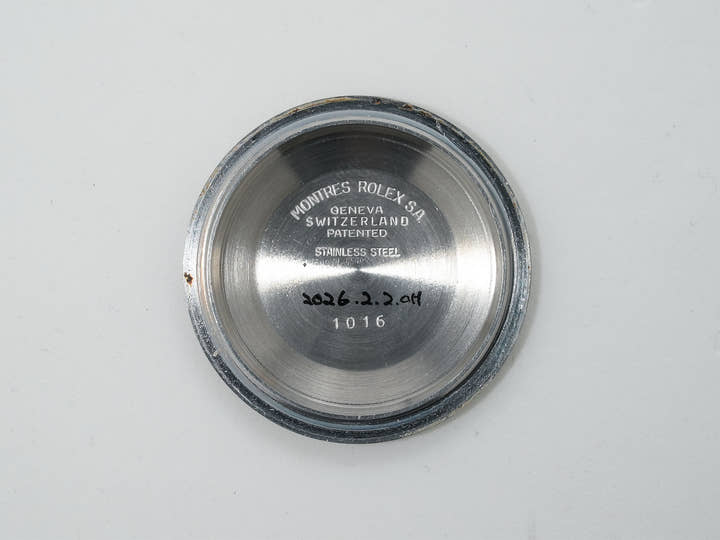 MONTRES ROLEX S.A.
GENEVA
SWITZERLAND
PATENTED
STAINLESS STEEL
2026.2.2.OH
1016